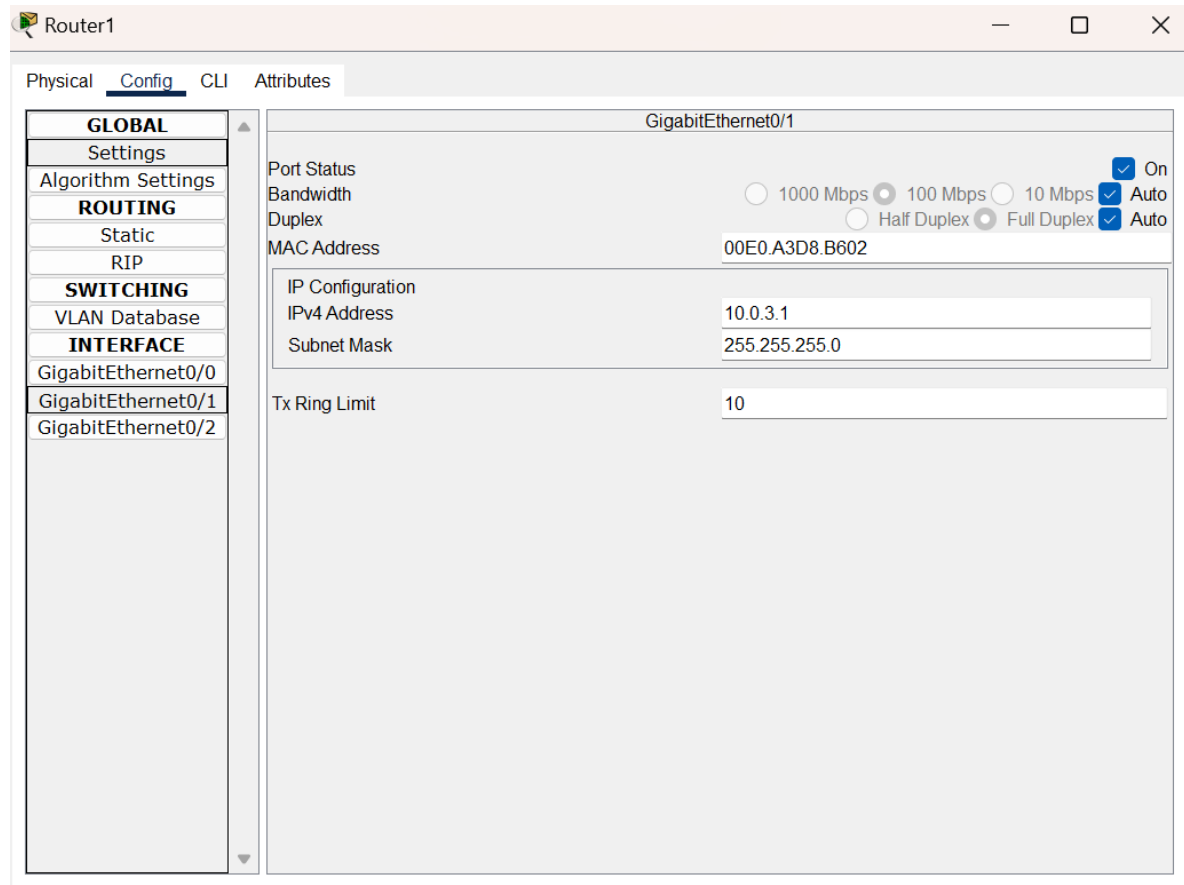 Router1
Physical Config CLI Attributes
GLOBAL
Settings
Algorithm Settings
ROUTING
Static
RIP
SWITCHING
VLAN Database
INTERFACE
GigabitEthernet0/0
GigabitEthernet0/1
GigabitEthernet0/2
GigabitEthernet0/1
Port Status On
Bandwidth 1000 Mbps 100 Mbps 10 Mbps Auto
Duplex Half Duplex Full Duplex Auto
MAC Address 00E0.A3D8.B602
IP Configuration
IPv4 Address 10.0.3.1
Subnet Mask 255.255.255.0
Tx Ring Limit 10